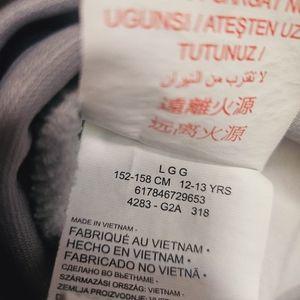 UGUNSI / ATEŞTEN UZ
TUTUNUZ /
لا تقرب من النيران
遠離火源
远离火源
LGG
152-158 CM 12-13 YRS
617846729653
4283 - G2A 318
MADE IN VIETNAM -
FABRIQUÉ AU VIETNAM -
HECHO EN VIETNAM -
FABRICADO NO VIETNÃ -
СДЕЛАНО ВО ВЬЕТНАМЕ -
SZÁRMAZÁSI ORSZÁG: VIETNAM -
ZEMLJA PROIZVODNJE: